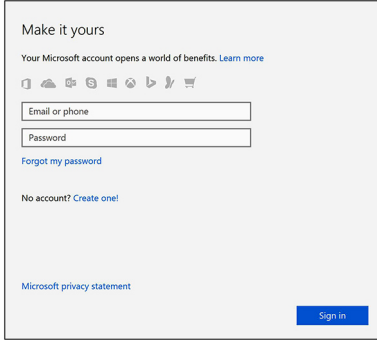 Make it yours
Your Microsoft account opens a world of benefits. Learn more
Email or phone
Password
Forgot my password
No account? Create one!
Microsoft privacy statement
Sign in